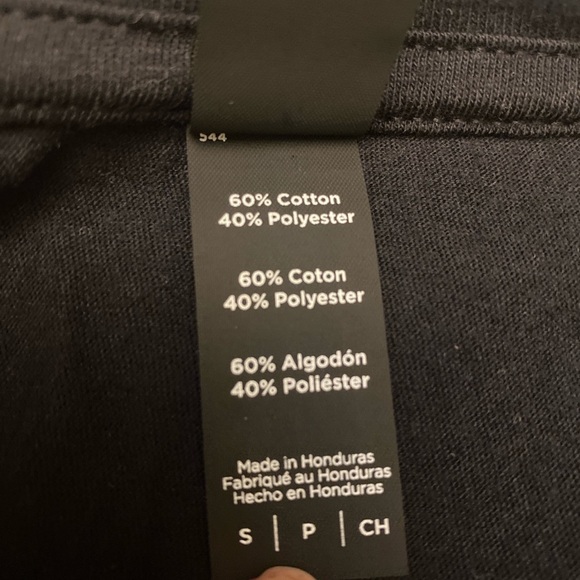 544
60% Cotton
40% Polyester
60% Coton
40% Polyester
60% Algodón
40% Poliéster
Made in Honduras
Fabriqué au Honduras
Hecho en Honduras
S | P | CH